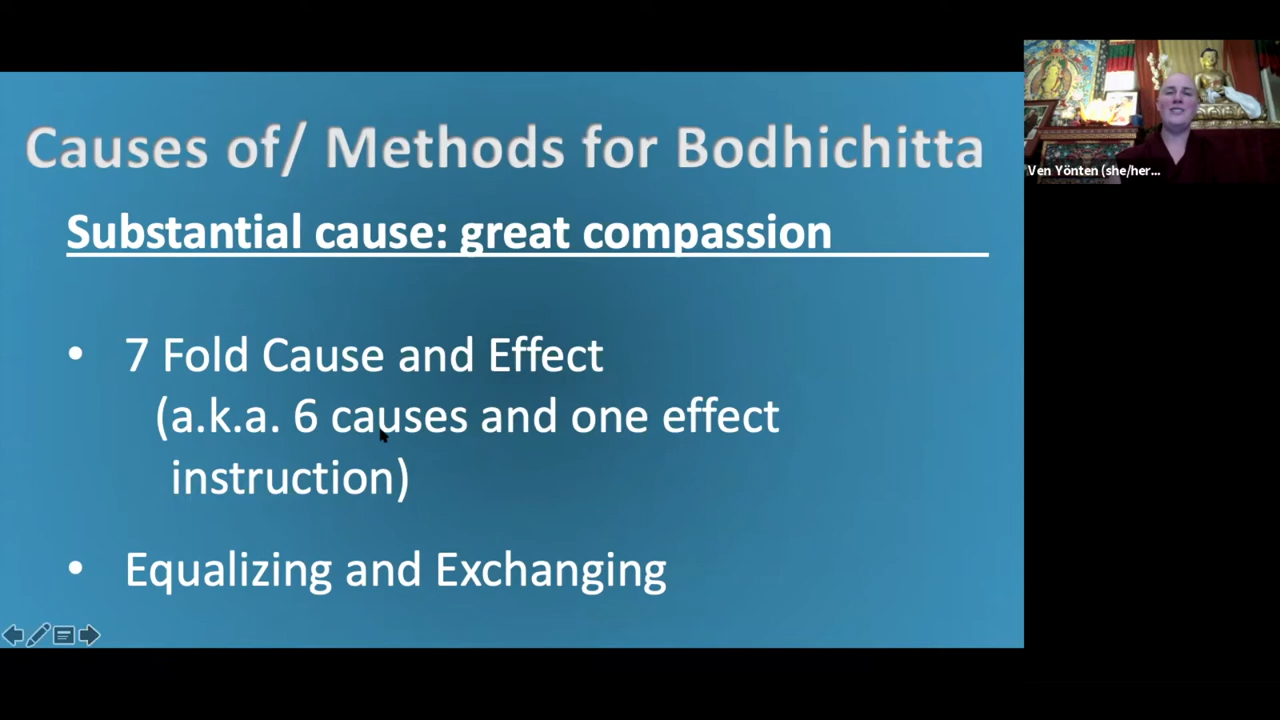 Causes of/ Methods for Bodhichitta
Substantial cause: great compassion
• 7 Fold Cause and Effect
(a.k.a. 6 causes and one effect
instruction)
• Equalizing and Exchanging
Ven Yönten (she/her...